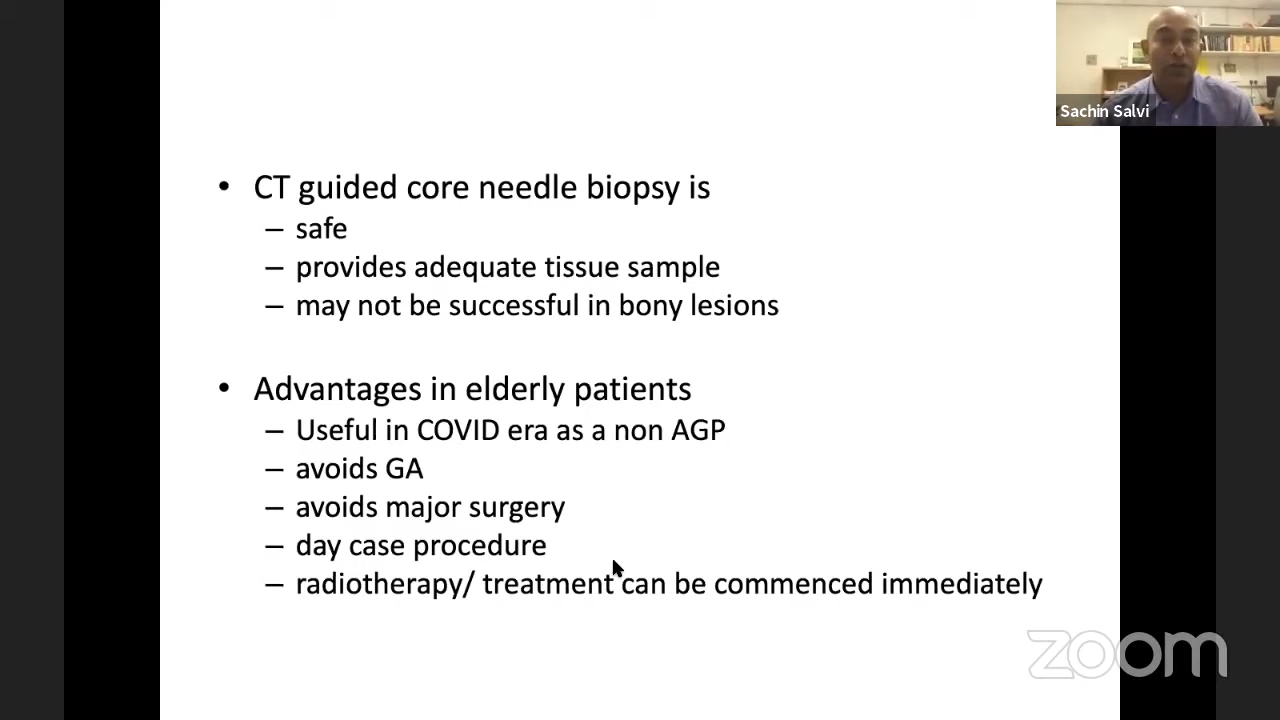 Sachin Salvi
• CT guided core needle biopsy is
– safe
– provides adequate tissue sample
– may not be successful in bony lesions
• Advantages in elderly patients
– Useful in COVID era as a non AGP
– avoids GA
– avoids major surgery
– day case procedure
– radiotherapy/ treatment can be commenced immediately
zoom